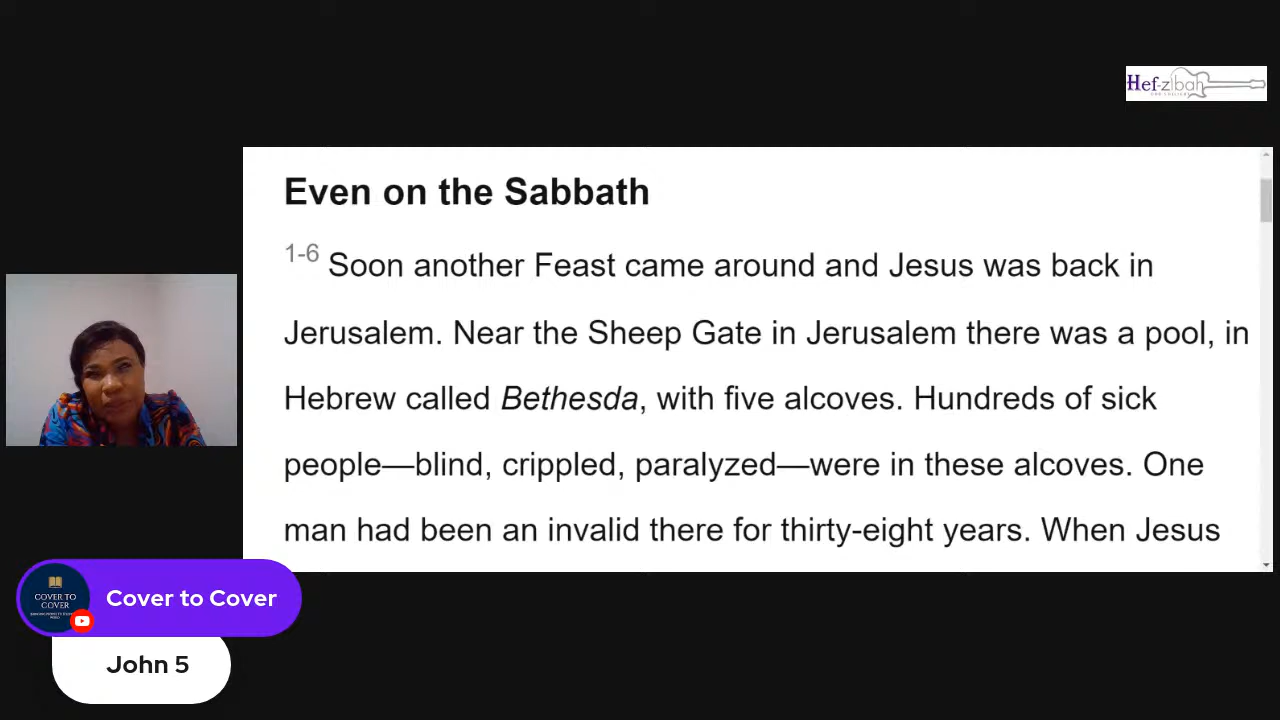 Hef-zibah
Even on the Sabbath
1-6 Soon another Feast came around and Jesus was back in
Jerusalem. Near the Sheep Gate in Jerusalem there was a pool, in
Hebrew called Bethesda, with five alcoves. Hundreds of sick
people—blind, crippled, paralyzed—were in these alcoves. One
man had been an invalid there for thirty-eight years. When Jesus
COVER TO
COVER
Cover to Cover
John 5